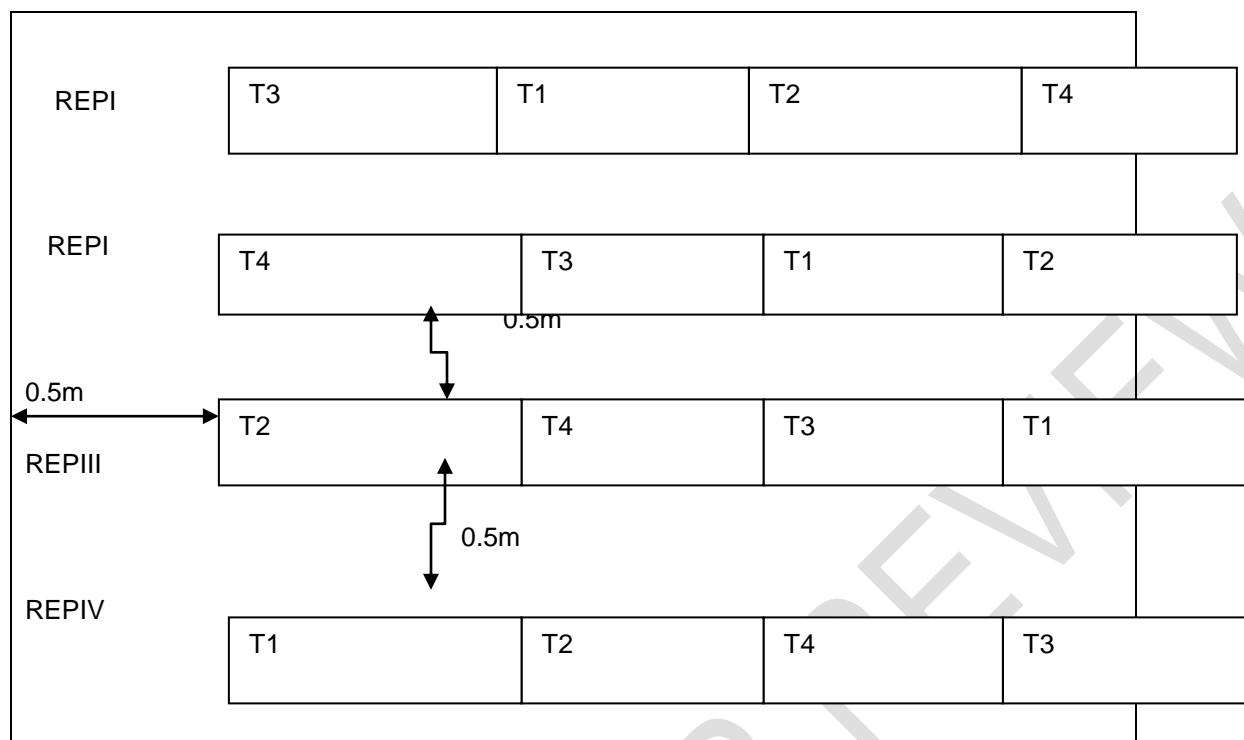 REPI T3 T1 T2 T4
REPI T4 T3 T1 T2
0.5m
0.5m
T2 T4 T3 T1
REPIII
0.5m
REPIV
T1 T2 T4 T3